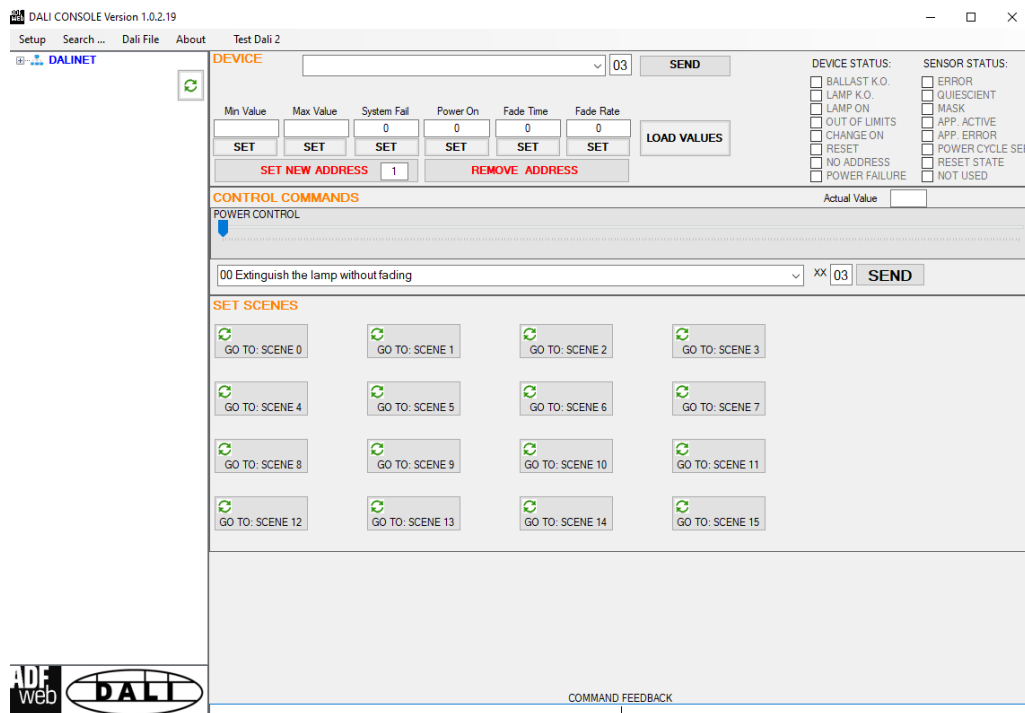 DALI CONSOLE Version 1.0.2.19
Setup Search ... Dali File About Test Dali 2
DALINET
DEVICE
03 SEND
Min Value Max Value System Fail Power On Fade Time Fade Rate
0 0 0 0
SET SET SET SET SET SET
LOAD VALUES
SET NEW ADDRESS 1 REMOVE ADDRESS
DEVICE STATUS:
BALLAST K.O.
LAMP K.O.
LAMP ON
OUT OF LIMITS
CHANGE ON
RESET
NO ADDRESS
POWER FAILURE
SENSOR STATUS:
ERROR
QUIESCIENT
MASK
APP. ACTIVE
APP. ERROR
POWER CYCLE SE
RESET STATE
NOT USED
CONTROL COMMANDS
Actual Value
POWER CONTROL
00 Extinguish the lamp without fading XX 03 SEND
SET SCENES
GO TO: SCENE 0 GO TO: SCENE 1 GO TO: SCENE 2 GO TO: SCENE 3
GO TO: SCENE 4 GO TO: SCENE 5 GO TO: SCENE 6 GO TO: SCENE 7
GO TO: SCENE 8 GO TO: SCENE 9 GO TO: SCENE 10 GO TO: SCENE 11
GO TO: SCENE 12 GO TO: SCENE 13 GO TO: SCENE 14 GO TO: SCENE 15
ADF
web
DALI
COMMAND FEEDBACK